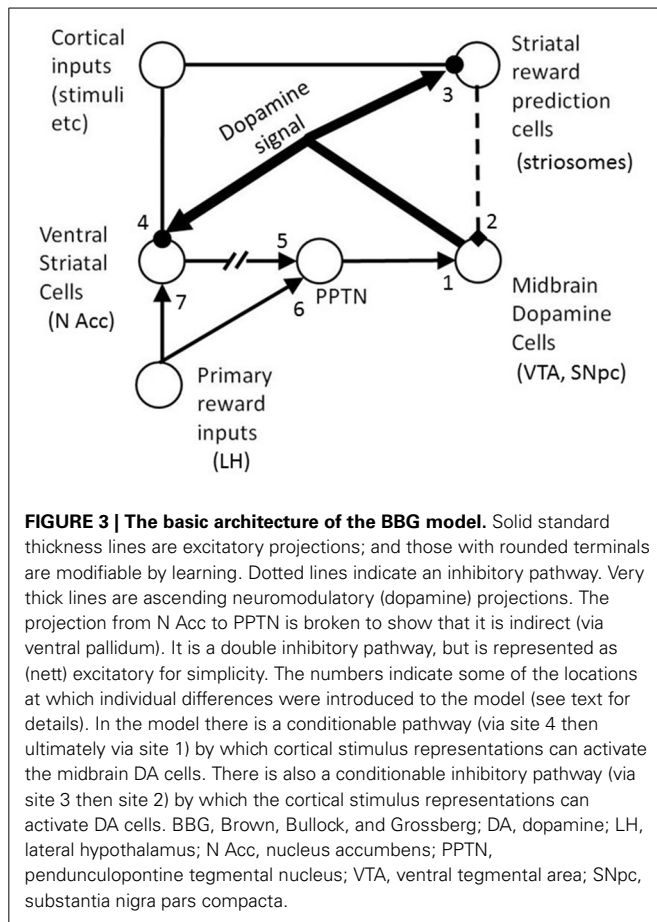 Cortical
inputs
(stimuli
etc)
Striatal
reward
prediction
cells
(striosomes)
Dopamine
signal
3
4
2
Ventral
Striatal
Cells
(N Acc)
5
PPTN
1
7
6
Midbrain
Dopamine
Cells
(VTA, SNpc)
Primary
reward
inputs
(LH)
FIGURE 3 | The basic architecture of the BBG model. Solid standard
thickness lines are excitatory projections; and those with rounded terminals
are modifiable by learning. Dotted lines indicate an inhibitory pathway. Very
thick lines are ascending neuromodulatory (dopamine) projections. The
projection from N Acc to PPTN is broken to show that it is indirect (via
ventral pallidum). It is a double inhibitory pathway, but is represented as
(nett) excitatory for simplicity. The numbers indicate some of the locations
at which individual differences were introduced to the model (see text for
details). In the model there is a conditionable pathway (via site 4 then
ultimately via site 1) by which cortical stimulus representations can activate
the midbrain DA cells. There is also a conditionable inhibitory pathway (via
site 3 then site 2) by which the cortical stimulus representations can
activate DA cells. BBG, Brown, Bullock, and Grossberg; DA, dopamine; LH,
lateral hypothalamus; N Acc, nucleus accumbens; PPTN,
pendunculopontine tegmental nucleus; VTA, ventral tegmental area; SNpc,
substantia nigra pars compacta.